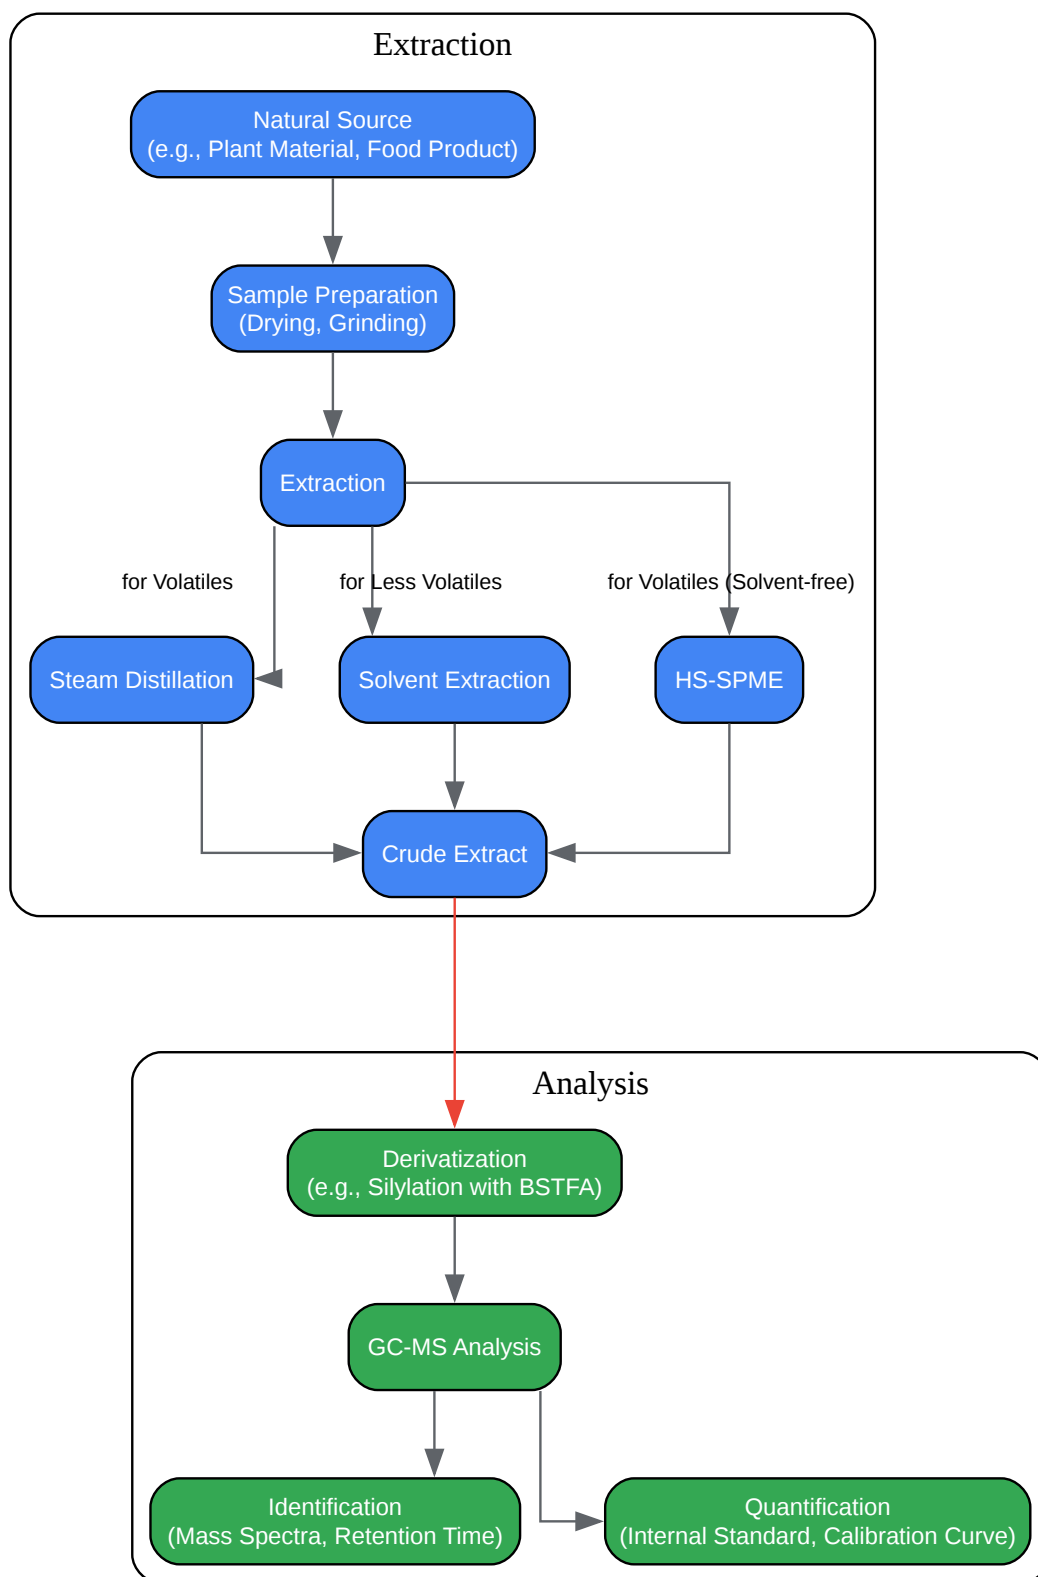 Extraction
Natural Source
(e.g., Plant Material, Food Product)
Sample Preparation
(Drying, Grinding)
Extraction
for Volatiles
for Less Volatiles
for Volatiles (Solvent-free)
Steam Distillation
Solvent Extraction
HS-SPME
Crude Extract
Analysis
Derivatization
(e.g., Silylation with BSTFA)
GC-MS Analysis
Identification
(Mass Spectra, Retention Time)
Quantification
(Internal Standard, Calibration Curve)